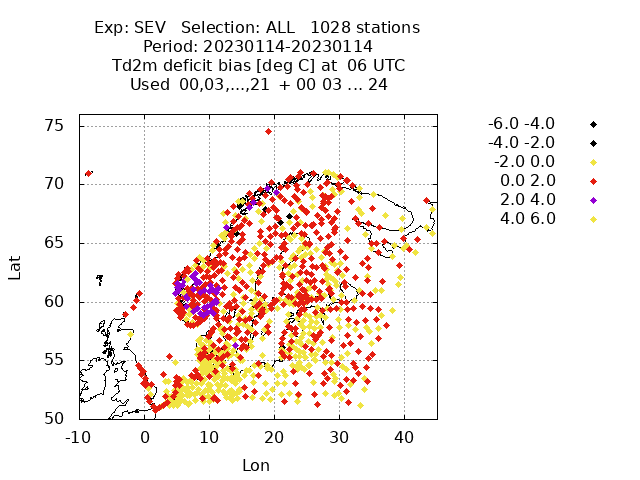 Exp: SEV   Selection: ALL   1028 stations
Period: 20230114-20230114
Td2m deficit bias [deg C] at  06 UTC
Used  00,03,...,21  + 00 03 ... 24
-6.0 -4.0
-4.0 -2.0
-2.0 0.0
0.0 2.0
2.0 4.0
4.0 6.0
75
70
65
60
55
50
Lat
-10 0 10 20 30 40
Lon